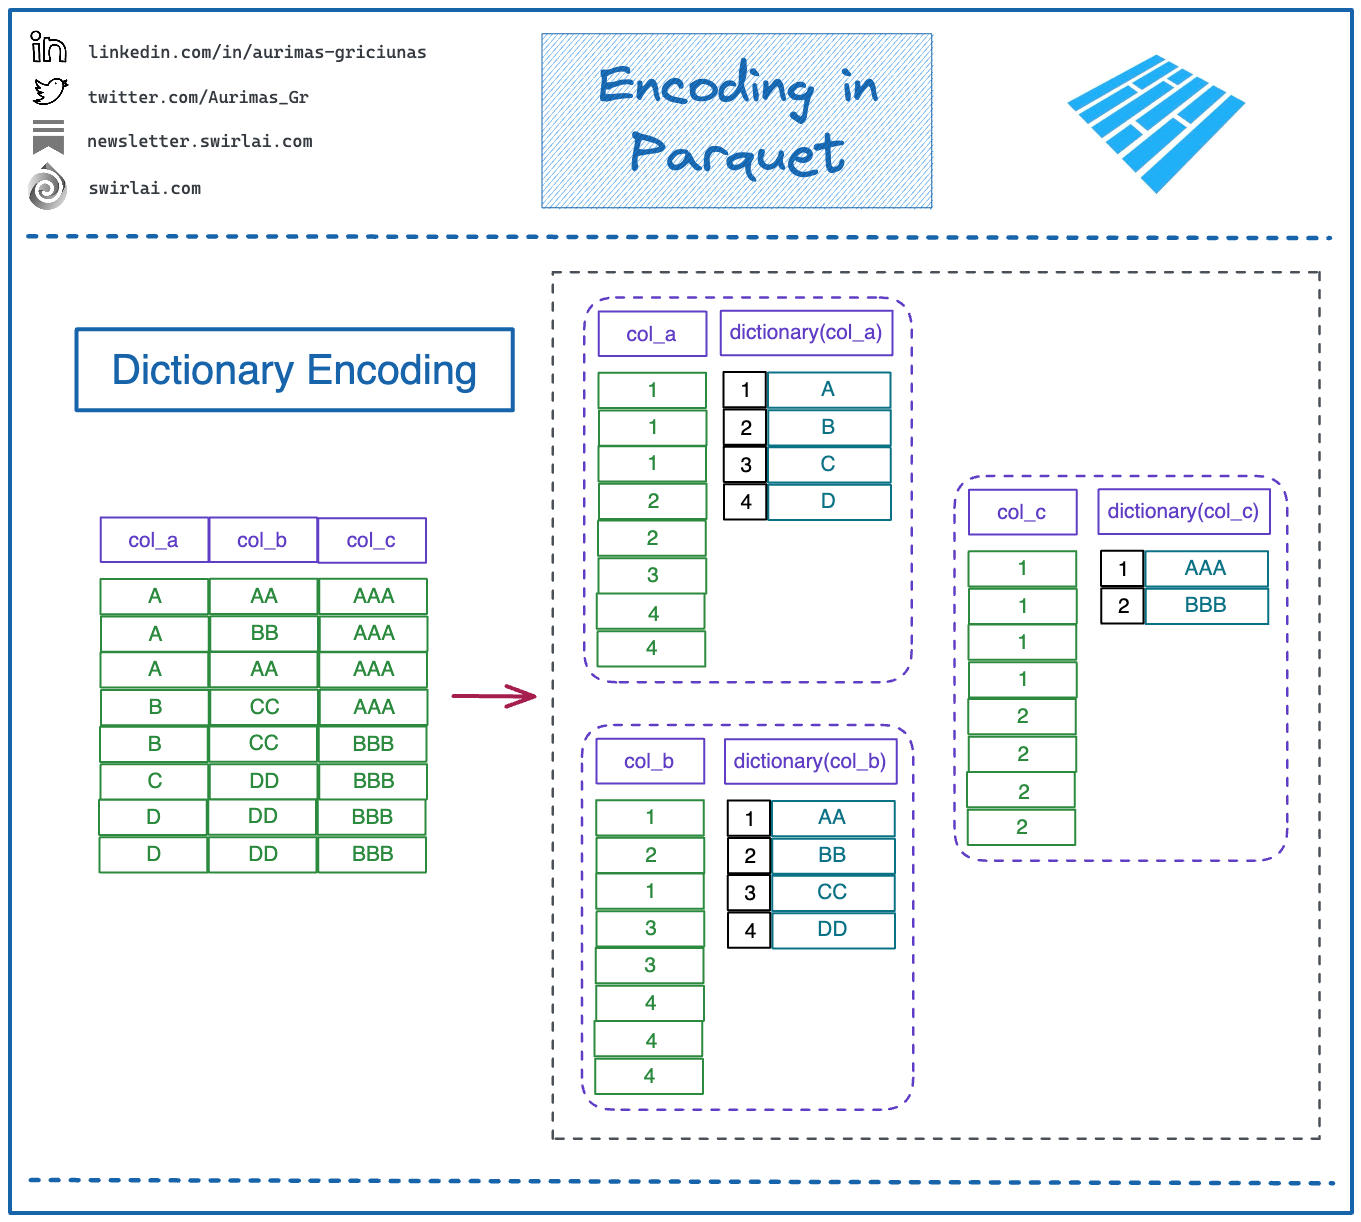 linkedin.com/in/aurimas-griciunas
twitter.com/Aurimas_Gr
newsletter.swirlai.com
swirlai.com
Encoding in
Parquet
Dictionary Encoding
col_a col_b col_c
A AA AAA
A BB AAA
A AA AAA
B CC AAA
B CC BBB
C DD BBB
D DD BBB
D DD BBB
col_a dictionary(col_a)
1 1 A
1 2 B
1 3 C
2 4 D
2
3
4
4
col_b dictionary(col_b)
1 1 AA
2 2 BB
1 3 CC
3 4 DD
3
4
4
4
col_c dictionary(col_c)
1 1 AAA
1 2 BBB
1
1
2
2
2
2